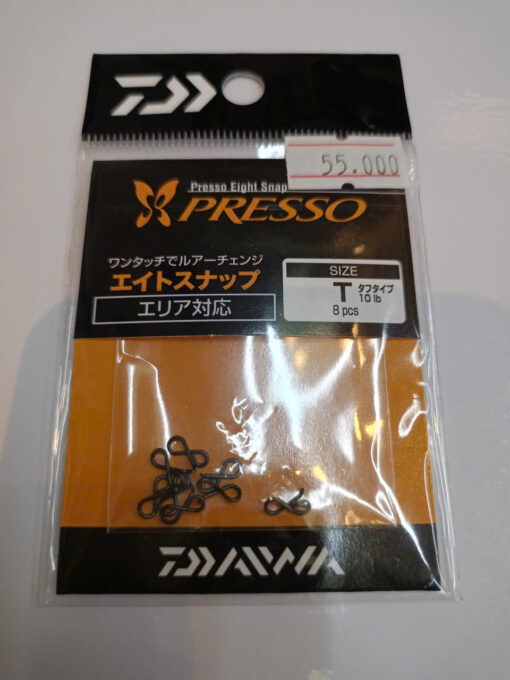 55.000
Presso Eight Snap
PRESSO
ワンタッチでルアーチェンジ
エイトスナップ
エリア対応
SIZE
T タフタイプ
10 lb
8 pcs
DAIWA